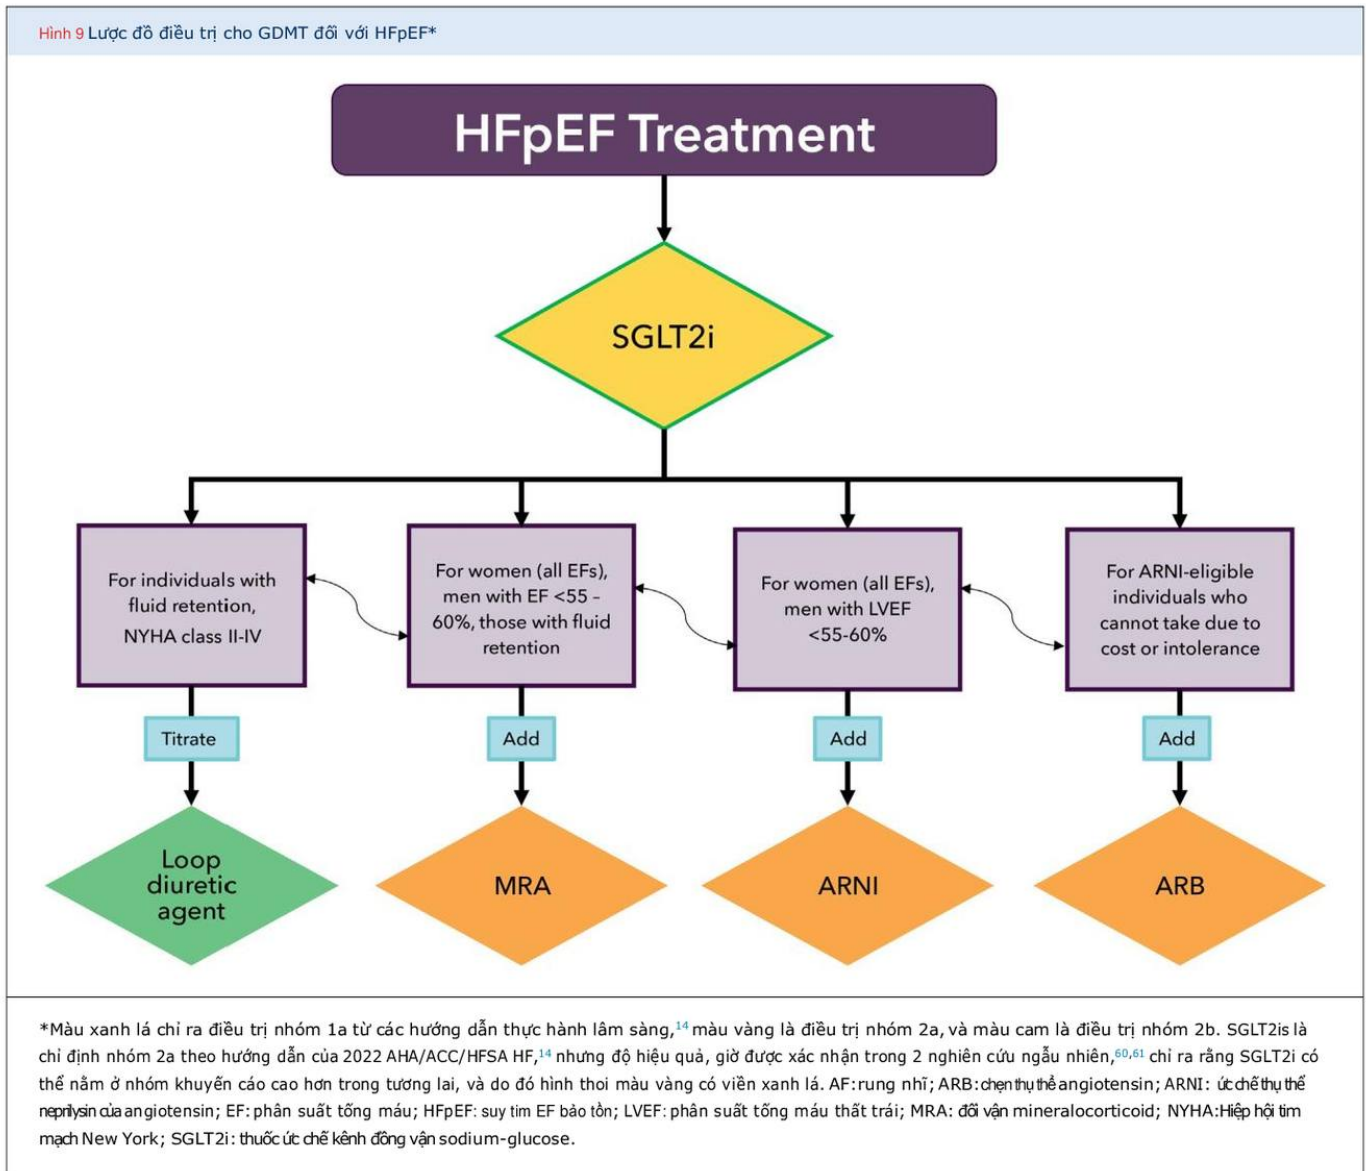 Hình 9 Lược đồ điều trị cho GDMT đối với HFpEF*
HFpEF Treatment
SGLT2i
For individuals with
fluid retention,
NYHA class II-IV
For women (all EFs),
men with EF <55 –
60%, those with fluid
retention
For women (all EFs),
men with LVEF
<55-60%
For ARNI-eligible
individuals who
cannot take due to
cost or intolerance
Titrate
Add
Add
Add
Loop
diuretic
agent
MRA
ARNI
ARB
*Màu xanh lá chỉ ra điều trị nhóm 1a từ các hướng dẫn thực hành lâm sàng,14 màu vàng là điều trị nhóm 2a, và màu cam là điều trị nhóm 2b. SGLT2is là
chỉ định nhóm 2a theo hướng dẫn của 2022 AHA/ACC/HFSA HF,14 nhưng độ hiệu quả, giờ được xác nhận trong 2 nghiên cứu ngẫu nhiên,60,61 chỉ ra rằng SGLT2i có
thể nằm ở nhóm khuyến cáo cao hơn trong tương lai, và do đó hình thoi màu vàng có viền xanh lá. AF:rung nhĩ; ARB:chẹn thụ thể angiotensin; ARNI: ức chế thụ thể
neprilysin của angiotensin; EF:phân suất tống máu; HFpEF: suy tim EF bảo tồn; LVEF:phân suất tống máu thất trái; MRA: đối vận mineralocorticoid; NYHA:Hiệp hội tim
mạch New York; SGLT2i:thuốc ức chế kênh đồng vận sodium-glucose.